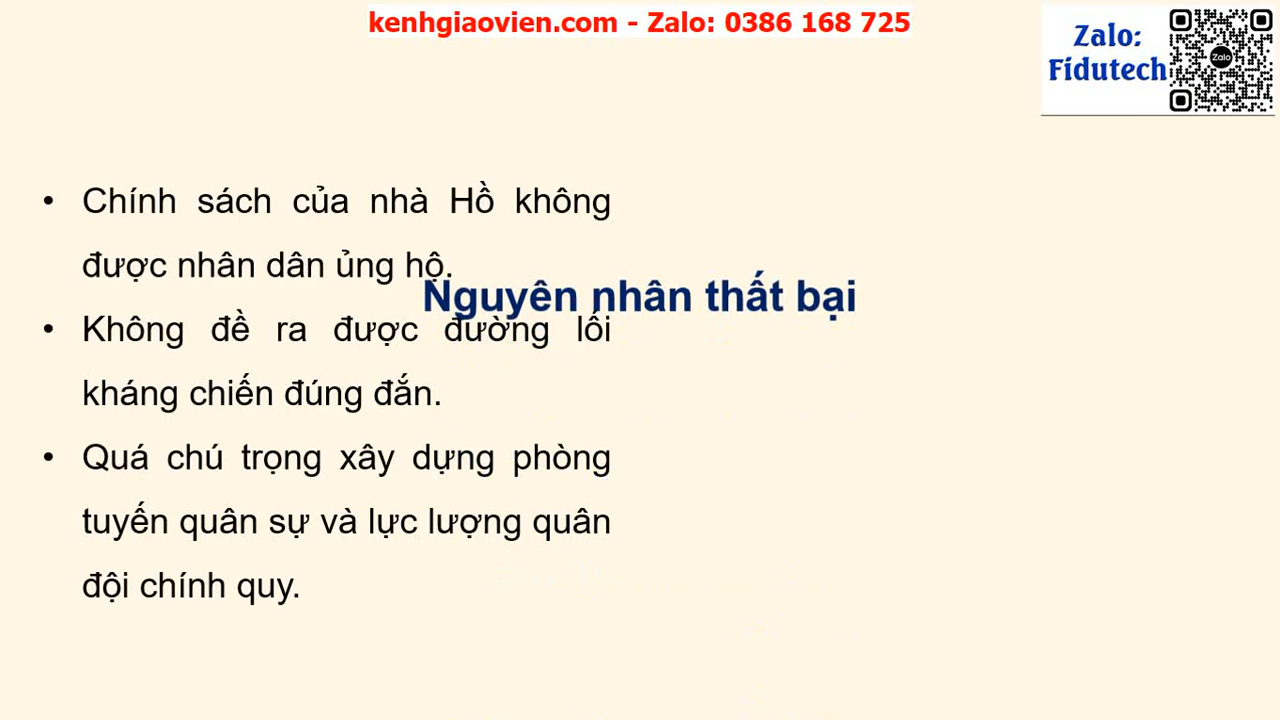 kenhgiaovien.com - Zalo: 0386 168 725
Zalo:
Fidutech
Zalo
• Chính sách của nhà Hồ không
được nhân dân ủng hộ.
Nguyên nhân thất bại
• Không đề ra được đường lối
kháng chiến đúng đắn.
• Quá chú trọng xây dựng phòng
tuyến quân sự và lực lượng quân
đội chính quy.